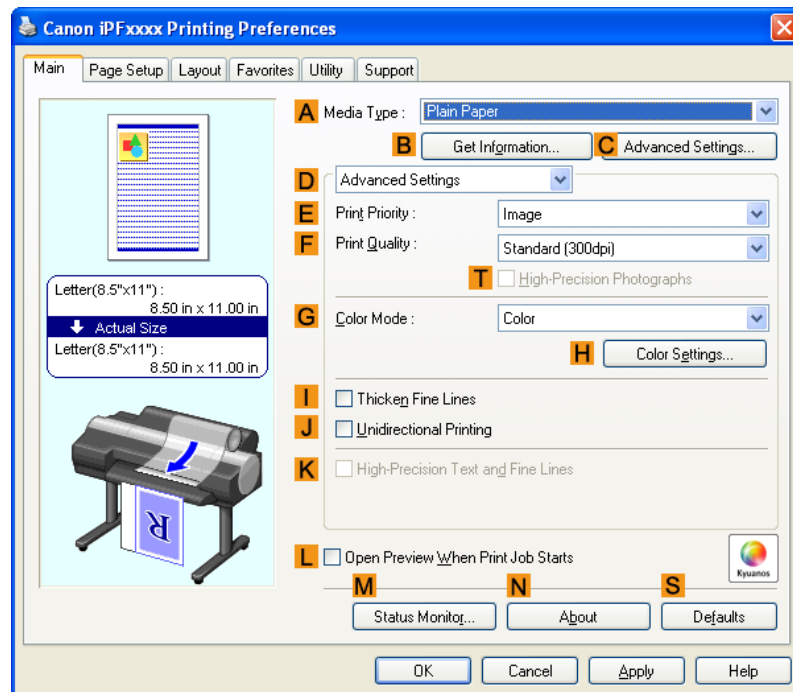 Canon iPFxxxx Printing Preferences
Main Page Setup Layout Favorites Utility Support
A Media Type : Plain Paper
B Get Information... C Advanced Settings...
D Advanced Settings
E Print Priority : Image
F Print Quality : Standard (300dpi)
T High-Precision Photographs
Letter(8.5"x11") :
8.50 in x 11.00 in
Actual Size
Letter(8.5"x11") :
8.50 in x 11.00 in
G Color Mode : Color
H Color Settings...
I Thicken Fine Lines
J Unidirectional Printing
K High-Precision Text and Fine Lines
R
L Open Preview When Print Job Starts
Kyuanos
M N S
Status Monitor... About Defaults
OK Cancel Apply Help